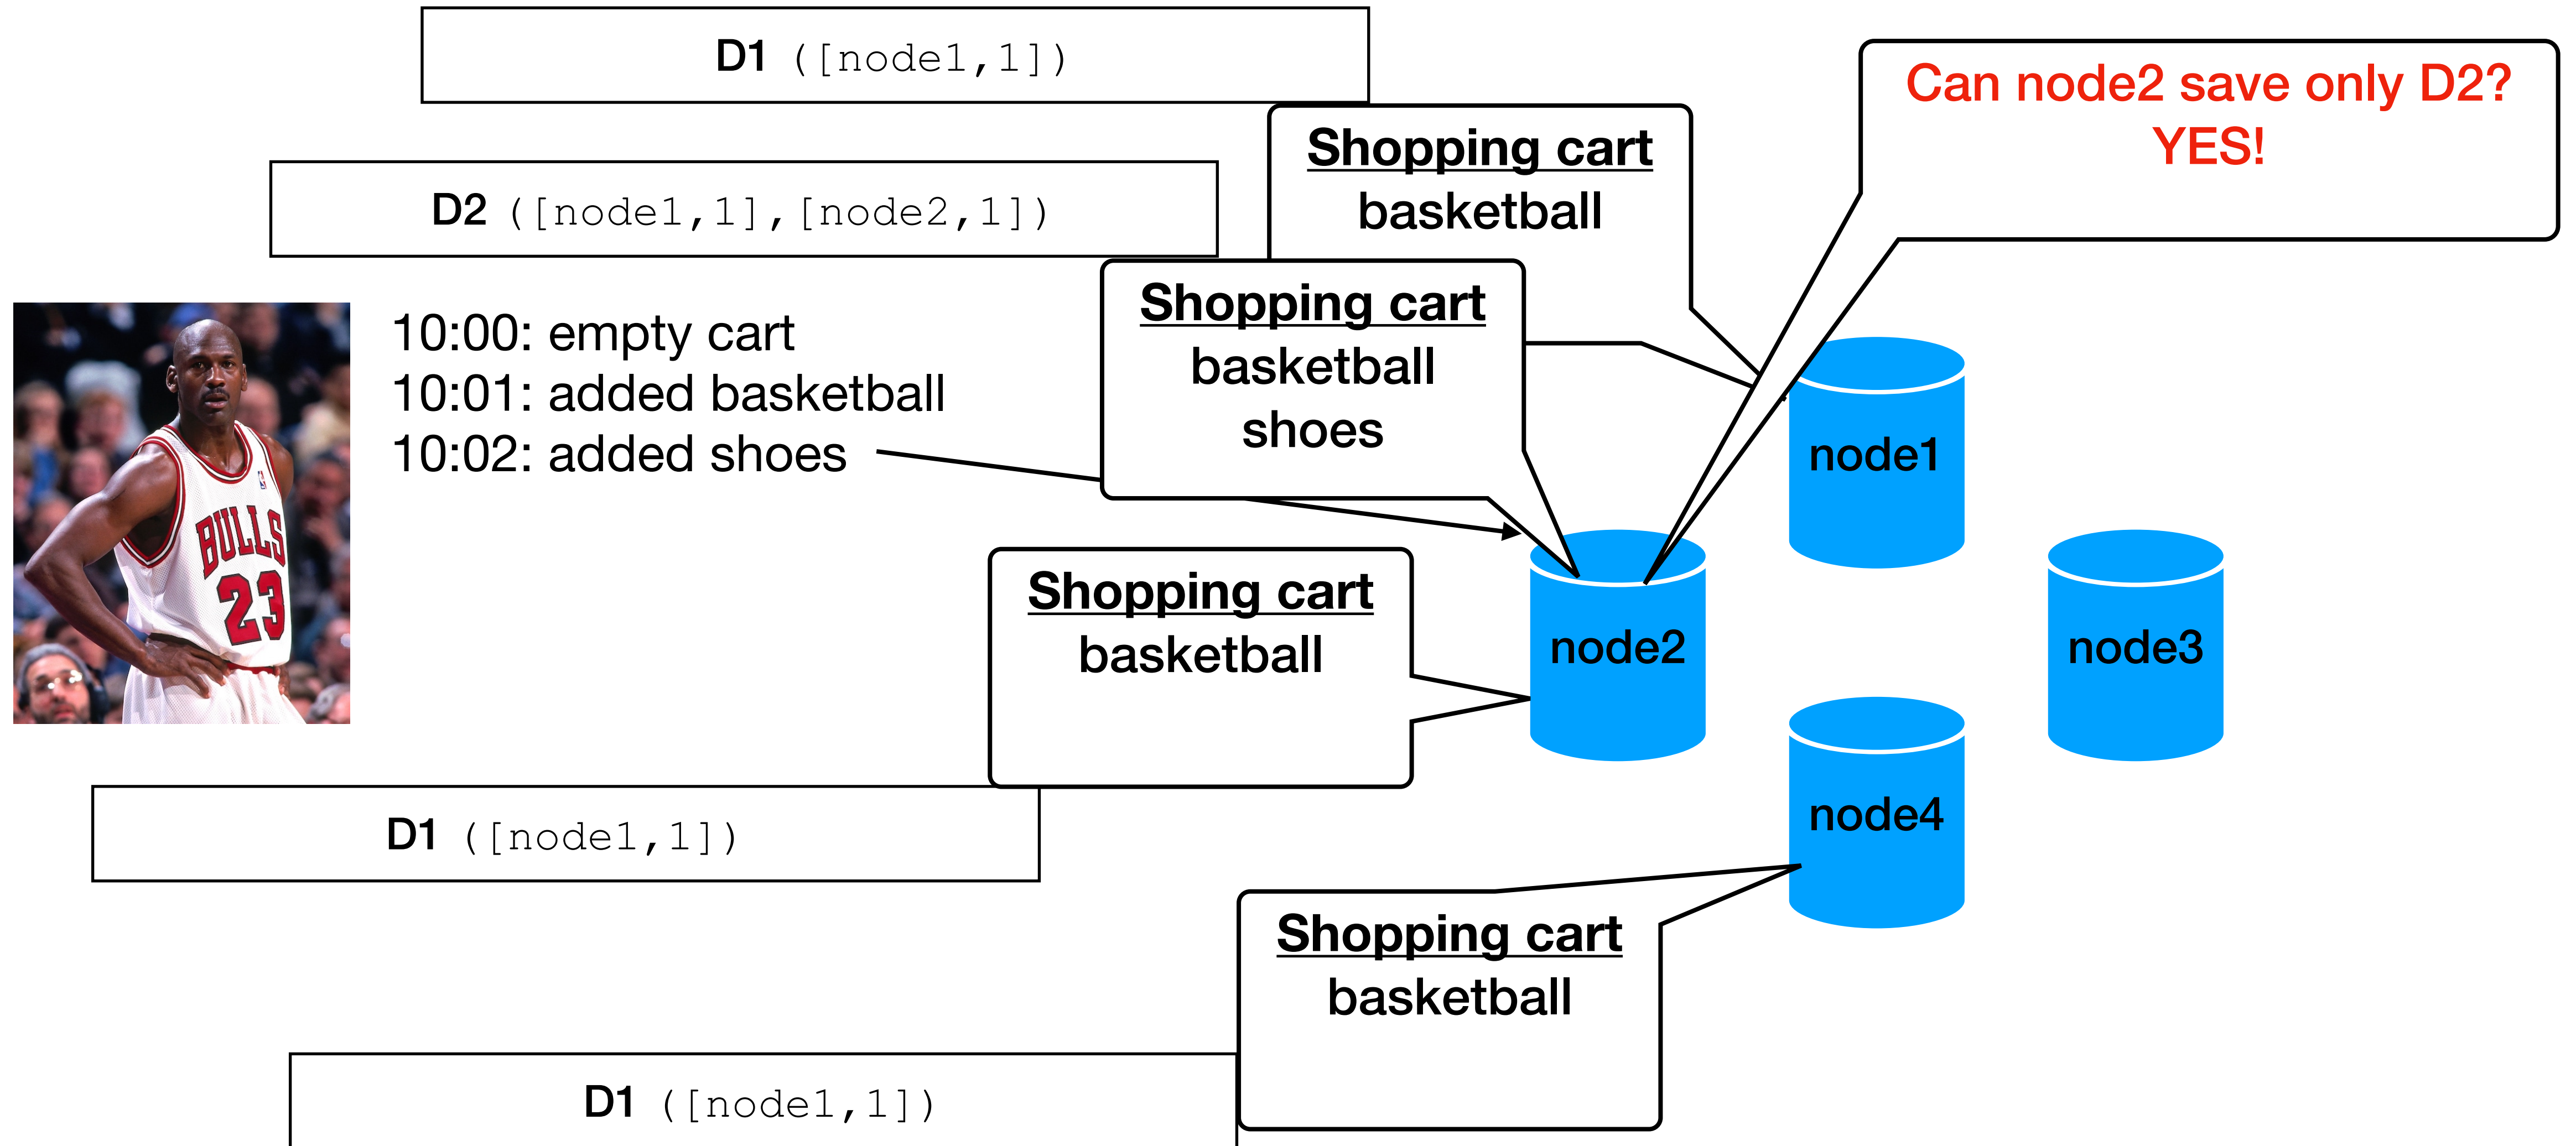 D1 ([node1,1])
Can node2 save only D2?
YES!
Shopping cart
basketball
D2 ([node1,1],[node2,1])
Shopping cart
basketball
shoes
10:00: empty cart
10:01: added basketball
10:02: added shoes
BULLS
23
node1
node2
node3
Shopping cart
basketball
D1 ([node1,1])
node4
Shopping cart
basketball
D1 ([node1,1])